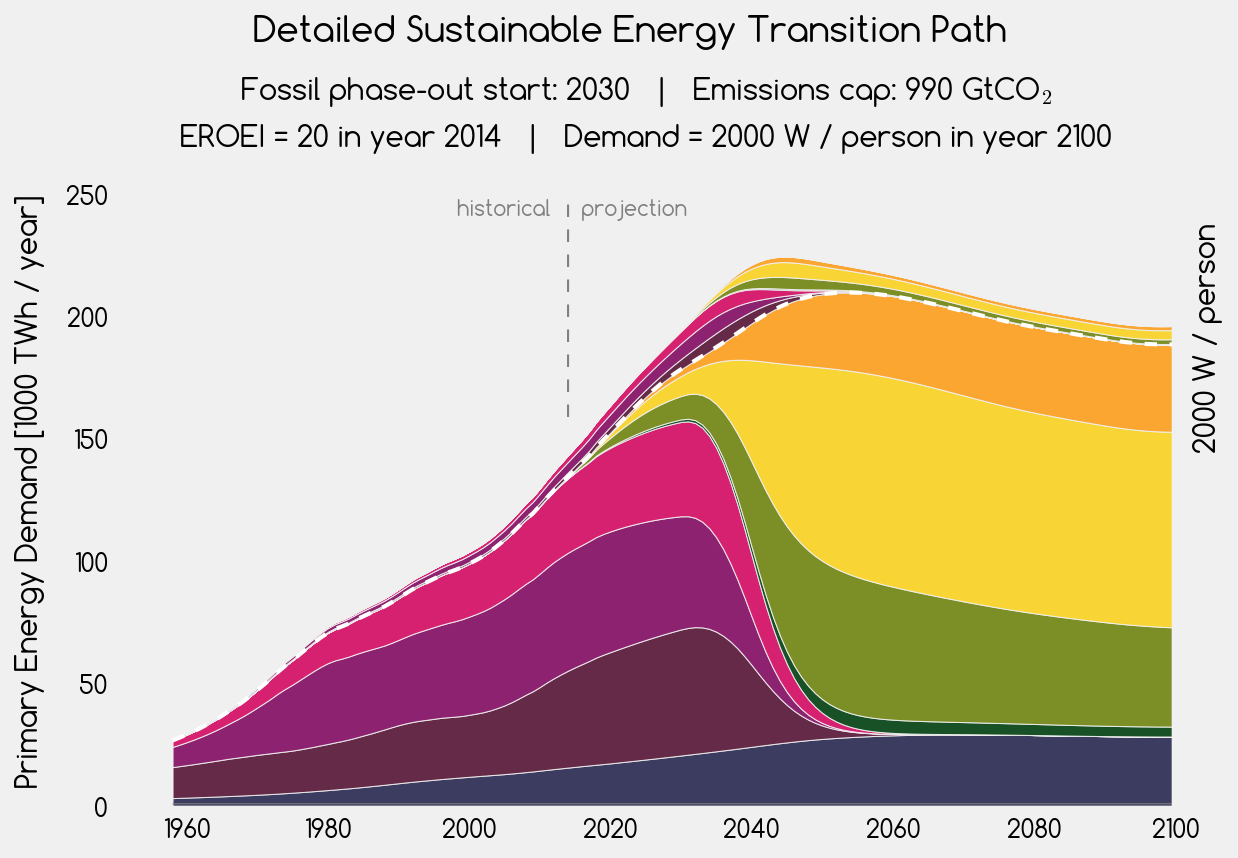 Detailed Sustainable Energy Transition Path
Fossil phase-out start: 2030 | Emissions cap: 990 GtCO₂
EROEI = 20 in year 2014 | Demand = 2000 W / person in year 2100
Primary Energy Demand [1000 TWh / year]
250
200
150
100
50
0
historical
projection
2000 W / person
1960
1980
2000
2020
2040
2060
2080
2100